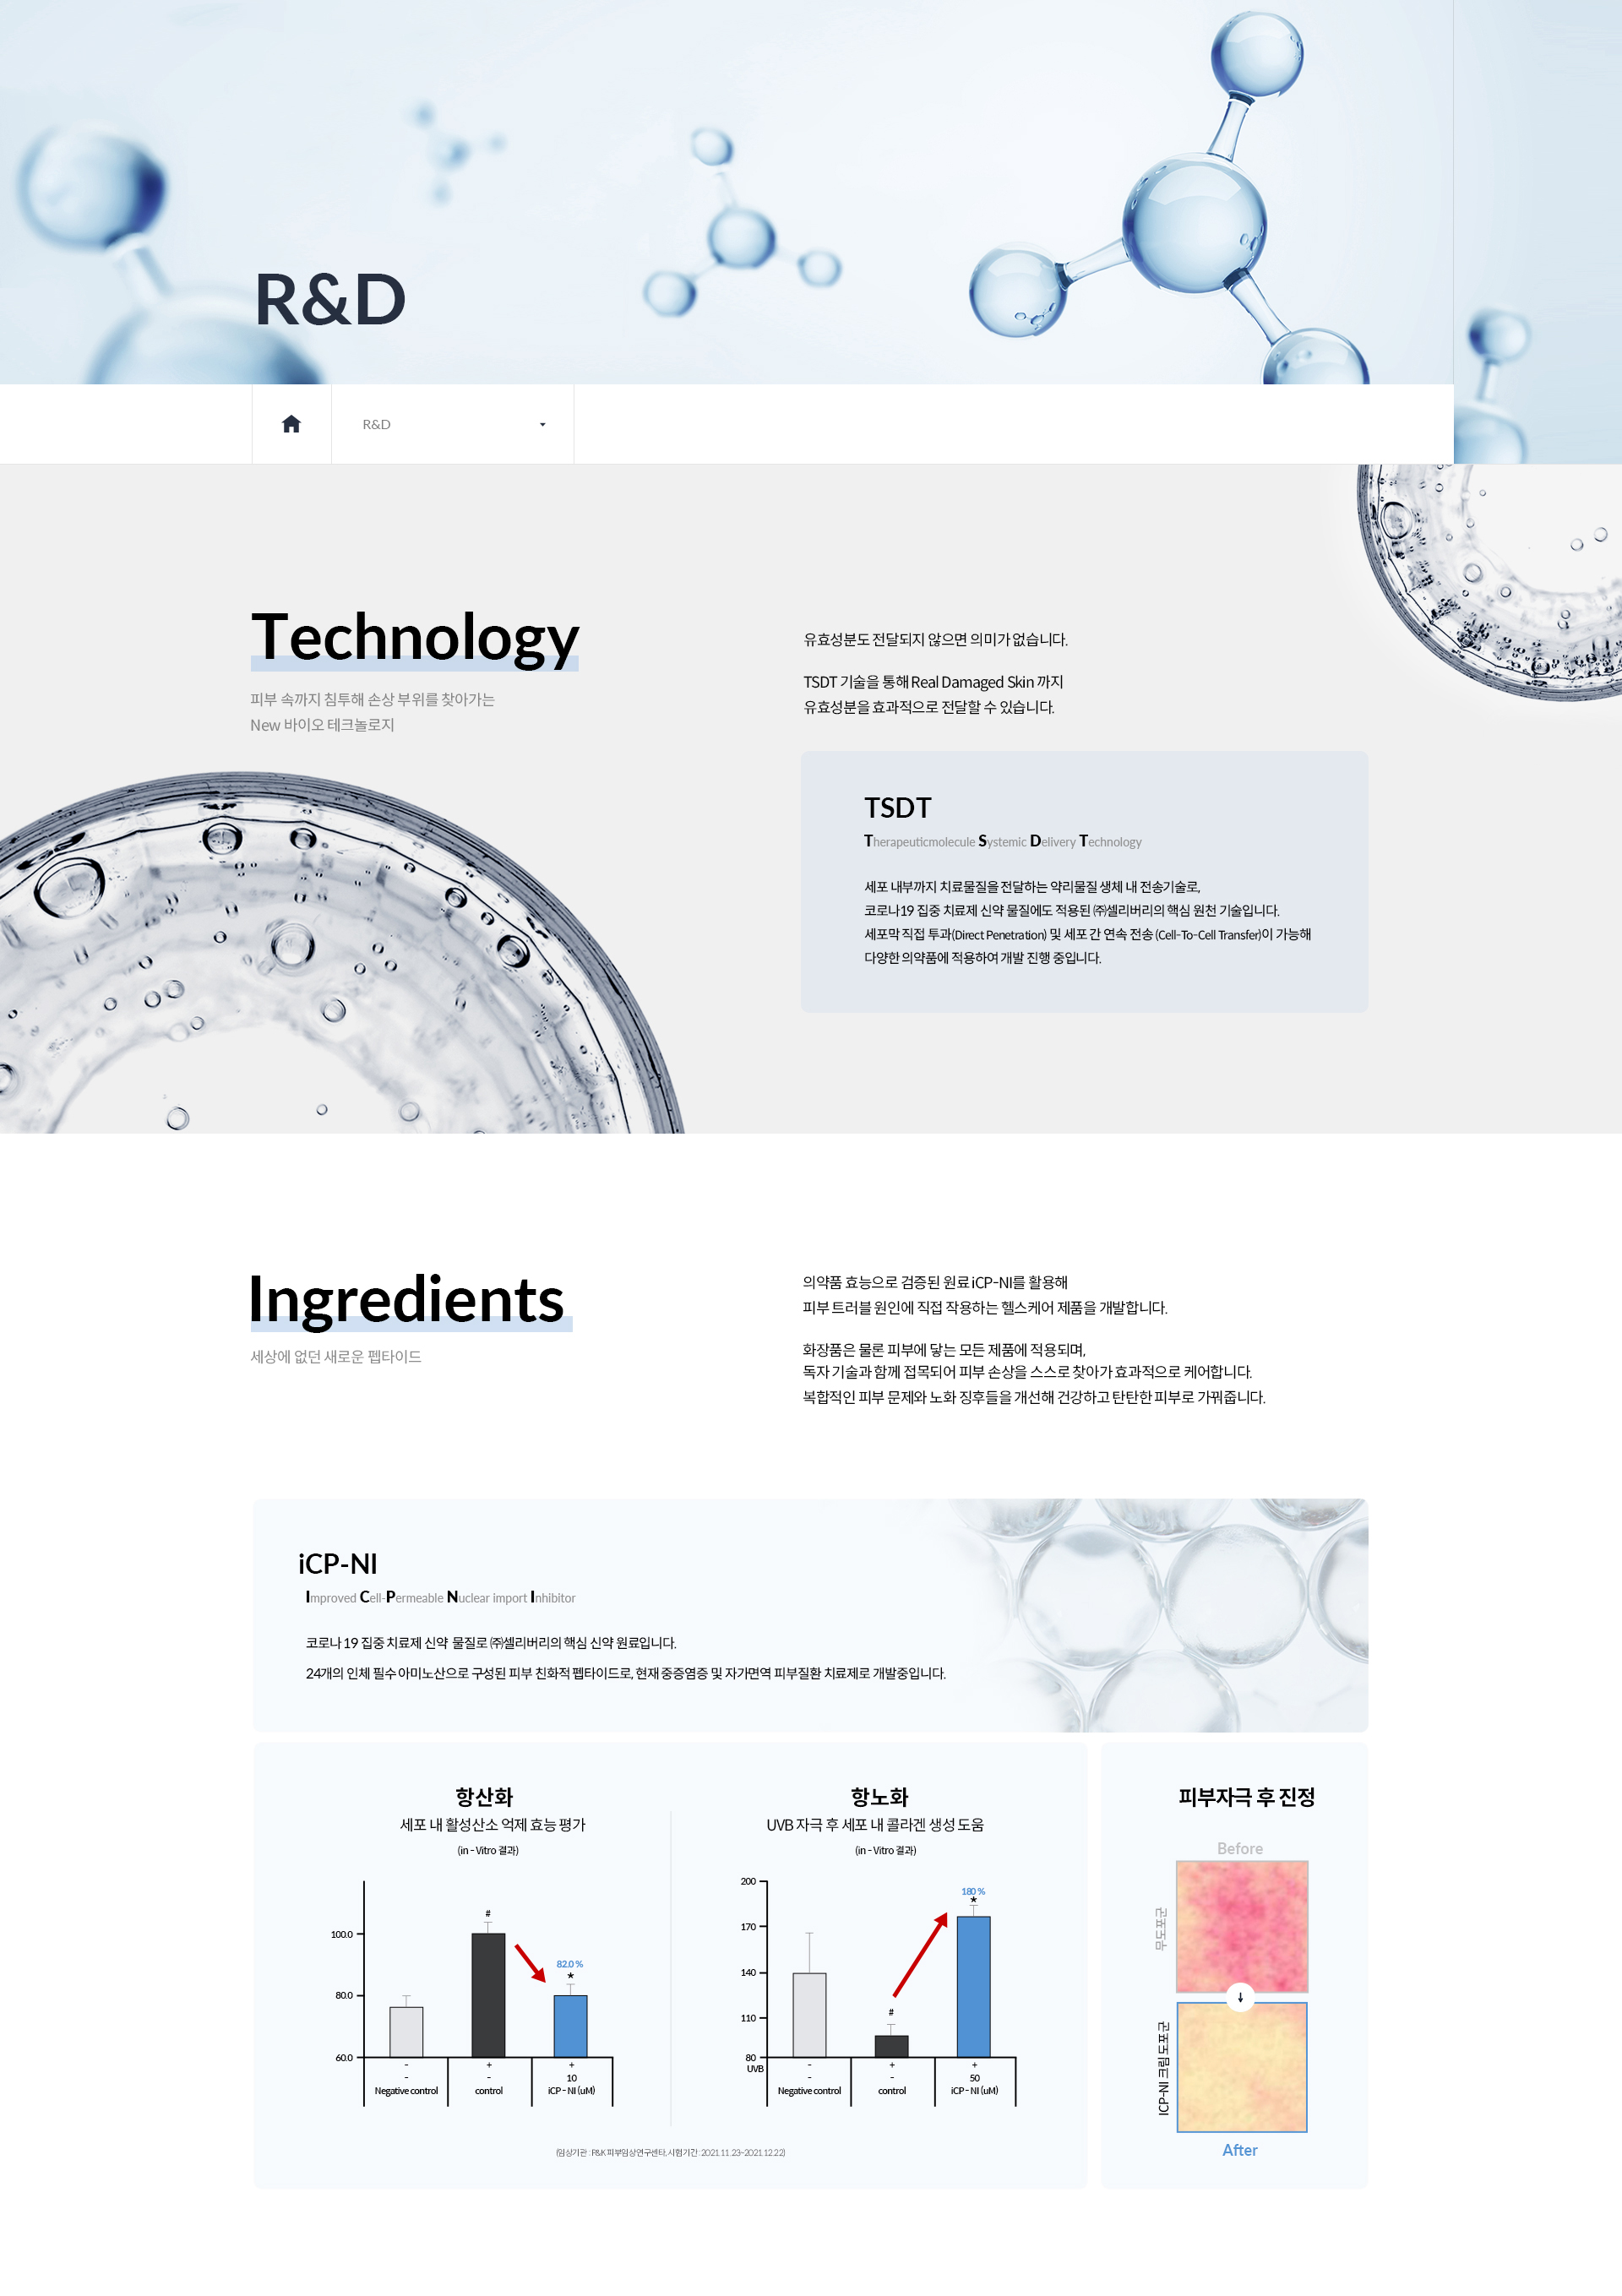 R&D
R&D
Technology
피부 속까지 침투해 손상 부위를 찾아가는
New 바이오 테크놀로지
유효성분도 전달되지 않으면 의미가 없습니다.
TSDT 기술을 통해 Real Damaged Skin 까지
유효성분을 효과적으로 전달할 수 있습니다.
TSDT
Therapeuticmolecule Systemic Delivery Technology
세포 내부까지 치료물질을 전달하는 약리물질 생체 내 전송기술로,
코로나19 집중 치료제 신약 물질에도 적용된 ㈜셀리버리의 핵심 원천 기술입니다.
세포막 직접 투과(Direct Penetration) 및 세포 간 연속 전송 (Cell-To-Cell Transfer)이 가능해
다양한 의약품에 적용하여 개발 진행 중입니다.
Ingredients
세상에 없던 새로운 펩타이드
의약품 효능으로 검증된 원료 iCP-NI를 활용해
피부 트러블 원인에 직접 작용하는 헬스케어 제품을 개발합니다.
화장품은 물론 피부에 닿는 모든 제품에 적용되며,
독자 기술과 함께 접목되어 피부 손상을 스스로 찾아가 효과적으로 케어합니다.
복합적인 피부 문제와 노화 징후들을 개선해 건강하고 탄탄한 피부로 가꿔줍니다.
iCP-NI
Improved Cell-Permeable Nuclear import Inhibitor
코로나 19 집중 치료제 신약 물질로 ㈜셀리버리의 핵심 신약 원료입니다.
24개의 인체 필수 아미노산으로 구성된 피부 친화적 펩타이드로, 현재 중증염증 및 자가면역 피부질환 치료제로 개발중입니다.
항산화
세포 내 활성산소 억제 효능 평가
(in - Vitro 결과)
100.0
80.0
60.0
#
82.0 %
★
- + +
- - 10
Negative control control iCP - NI (uM)
항노화
UVB 자극 후 세포 내 콜라겐 생성 도움
(in - Vitro 결과)
200
170
140
110
80
UVB
#
180 %
★
- + +
- - 50
Negative control control iCP - NI (uM)
(임상기관 : P&K 피부임상연구센타, 시험기간 : 2021.11.23~2021.12.22)
피부자극 후 진정
Before
무도포군
↓
ICP-NI 크림도포군
After